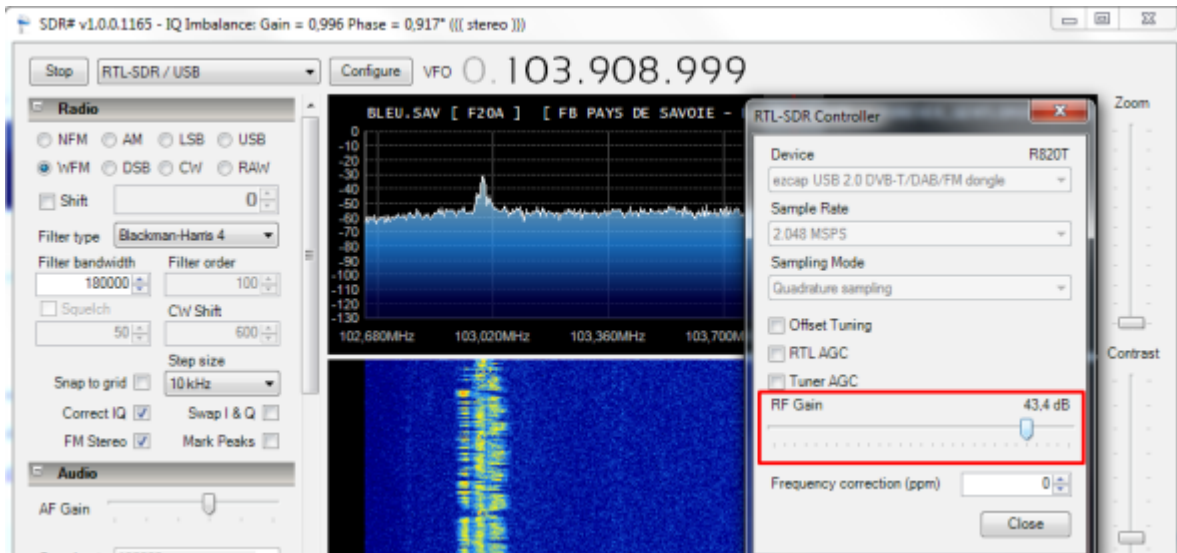 SDR# v1.0.0.1165 - IQ Imbalance: Gain = 0,996 Phase = 0,917° ((( stereo )))
Stop RTL-SDR / USB Configure VFO 0.103.908.999
Radio
NFM AM LSB USB
WFM DSB CW RAW
Shift 0
Filter type Blackman-Harris 4
Filter bandwidth Filter order
180000 100
Squelch CW Shift
50 600
Step size
Snap to grid 10 kHz
Correct IQ Swap I & Q
FM Stereo Mark Peaks
Audio
AF Gain
BLEU.SAV [ F20A ] [ FB PAYS DE SAVOIE -
0
-10
-20
-30
-40
-50
-60
-70
-80
-90
-100
-110
-120
-130
102,680MHz 103,020MHz 103,360MHz 103,700M
RTL-SDR Controller
Device R820T
ezcap USB 2.0 DVB-T/DAB/FM dongle
Sample Rate
2.048 MSPS
Sampling Mode
Quadrature sampling
Offset Tuning
RTL AGC
Tuner AGC
RF Gain 43,4 dB
Frequency correction (ppm) 0
Close
Zoom
Contrast